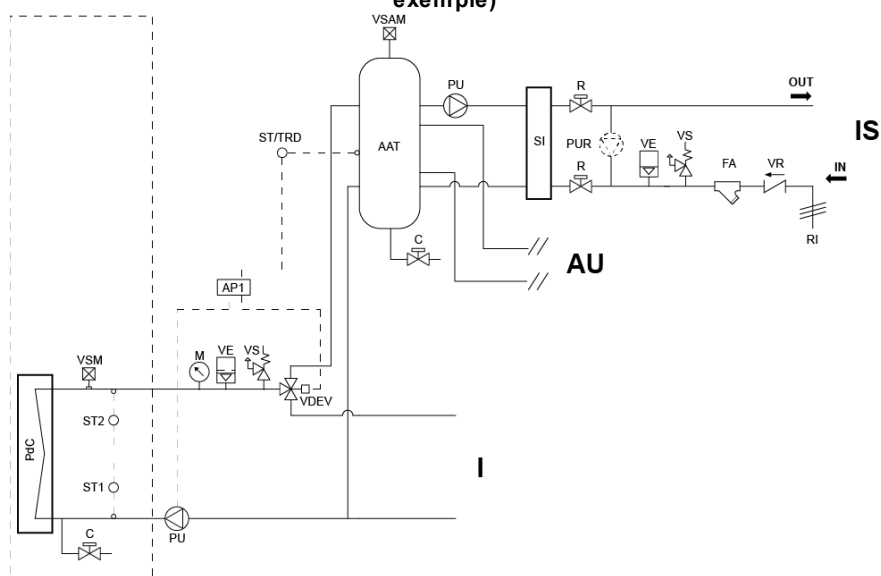 exemple)
VSAM
PU
R
OUT
IS
ST/TRD
AAT
SI
PUR
VE
VS
FA
VR
IN
R
RI
C
AU
AP1
VSM
M
VE
VS
VDEV
ST2
PdC
I
ST1
C
PU